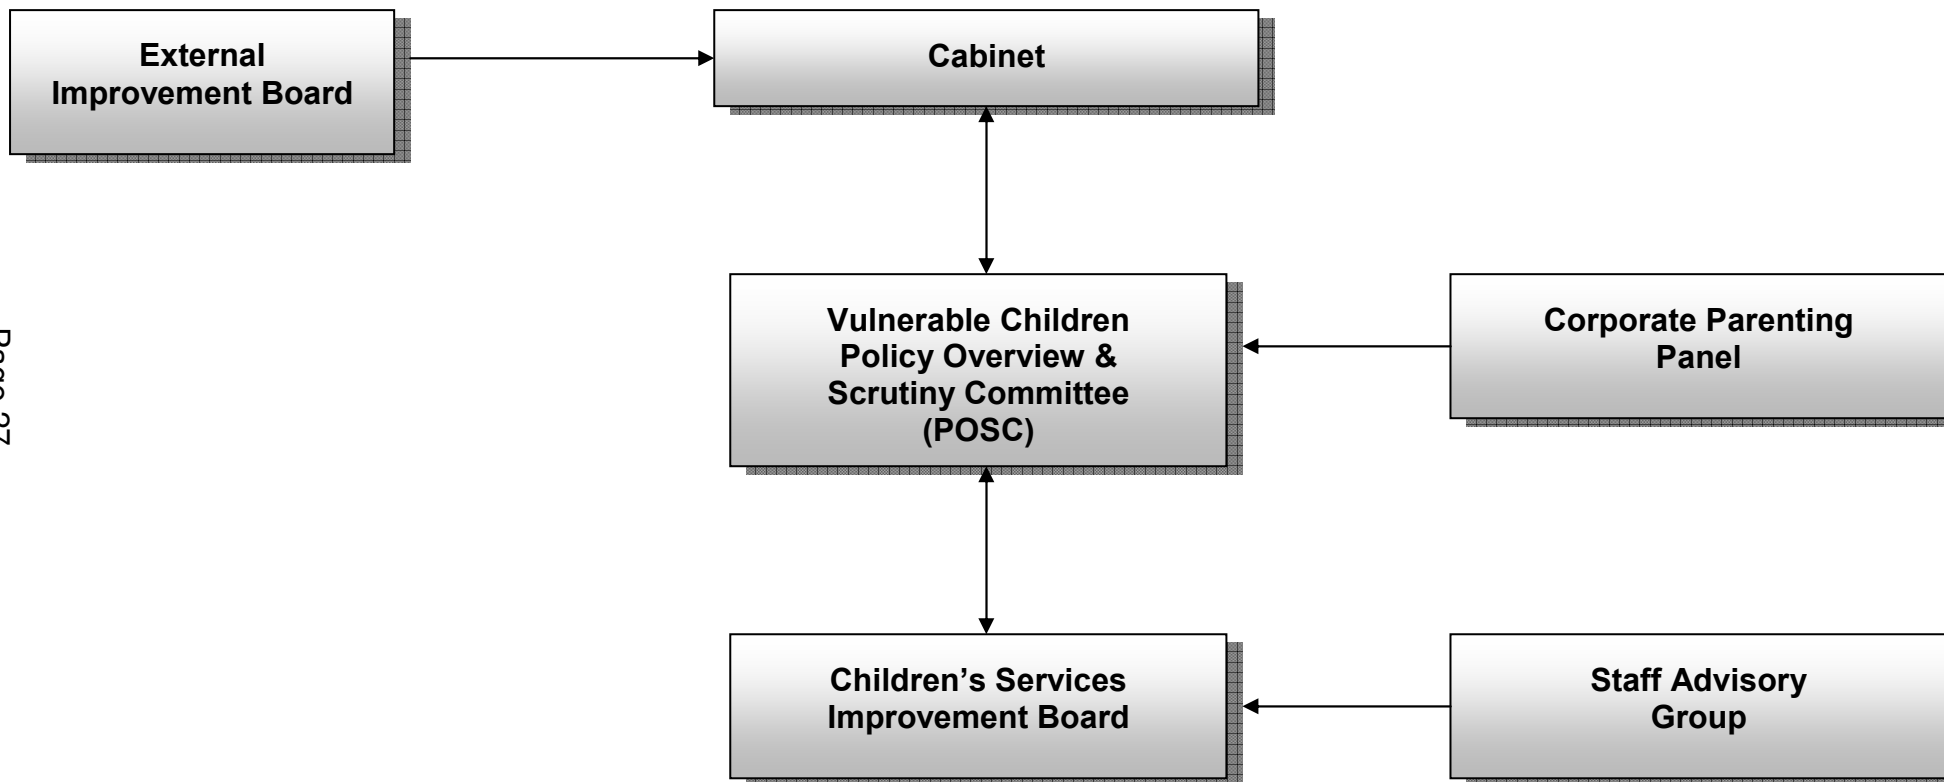 External
Improvement Board
Cabinet
Vulnerable Children
Policy Overview &
Scrutiny Committee
(POSC)
Corporate Parenting
Panel
Children’s Services
Improvement Board
Staff Advisory
Group